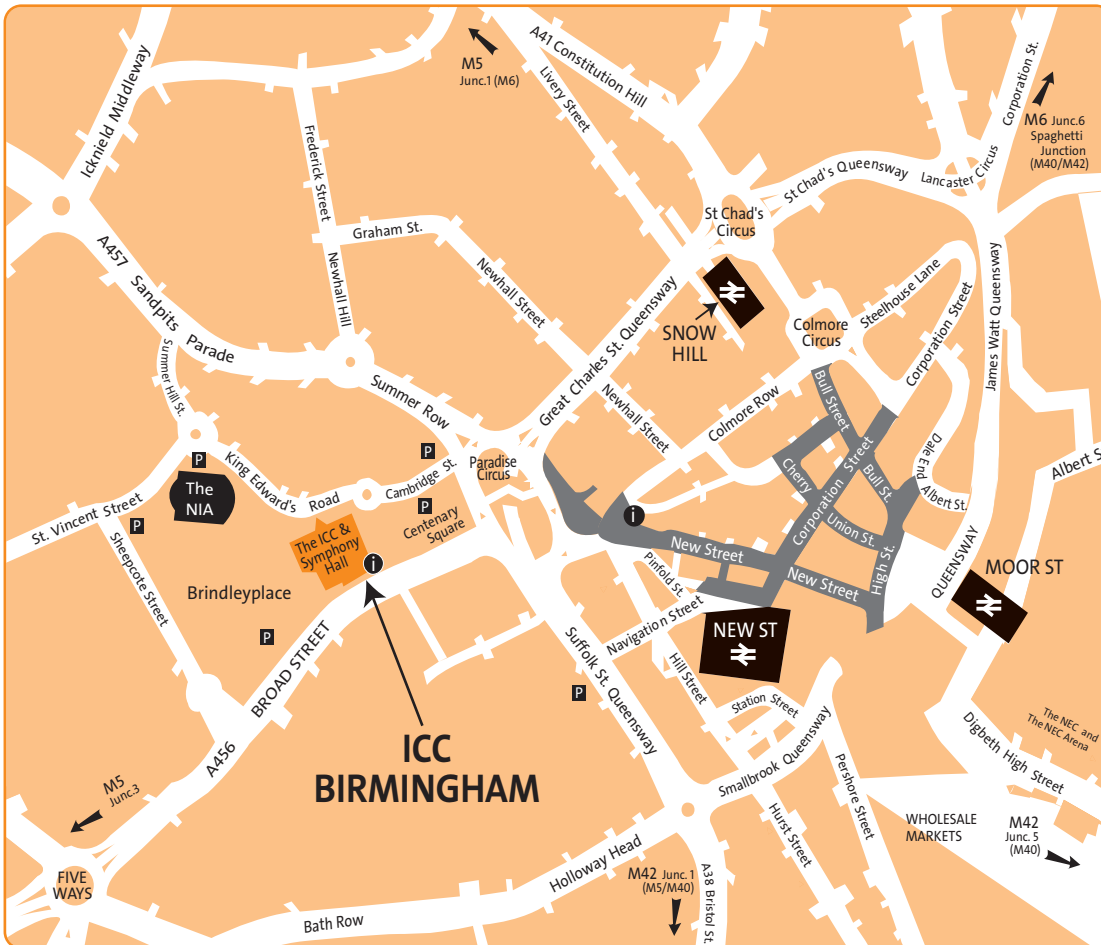 M5
Junc.1 (M6)
A41 Constitution Hill
Livery Street
Corporation St.
M6 Junc.6
Spaghetti
Junction
(M40/M42)
Icknield Middleway
Frederick Street
St Chad's Queensway
Lancaster Circus
St Chad's
Circus
Graham St.
A457 Sandpits Parade
Newhall Hill
Newhall Street
Great Charles St. Queensway
SNOW
HILL
Colmore
Circus
Steelhouse Lane
Corporation Street
James Watt Queensway
Summer Hill St.
Summer Row
Newhall Street
Colmore Row
Bull Street
Dale End
Albert S
P
P
King Edward's Road
Cambridge St.
Paradise
Circus
Cherry
Corporation Street
Bull St.
Albert St.
The
NIA
St. Vincent Street
P
P
Centenary
Square
i
Union St.
The ICC &
Symphony
Hall
i
New Street
New Street
High St.
QUEENSWAY
MOOR ST
Sheepcote Street
Brindleyplace
Pinfold St.
Navigation Street
NEW ST
P
BROAD STREET
Suffolk St. Queensway
Hill Street
P
Station Street
A456
ICC
BIRMINGHAM
Smallbrook Queensway
Pershore Street
Digbeth High Street
The NEC and
The NEC Arena
M5
Junc.3
Hurst Street
WHOLESALE
MARKETS
M42
Junc. 5
(M40)
FIVE
WAYS
Holloway Head
M42 Junc. 1
(M5/M40)
A38 Bristol St.
Bath Row